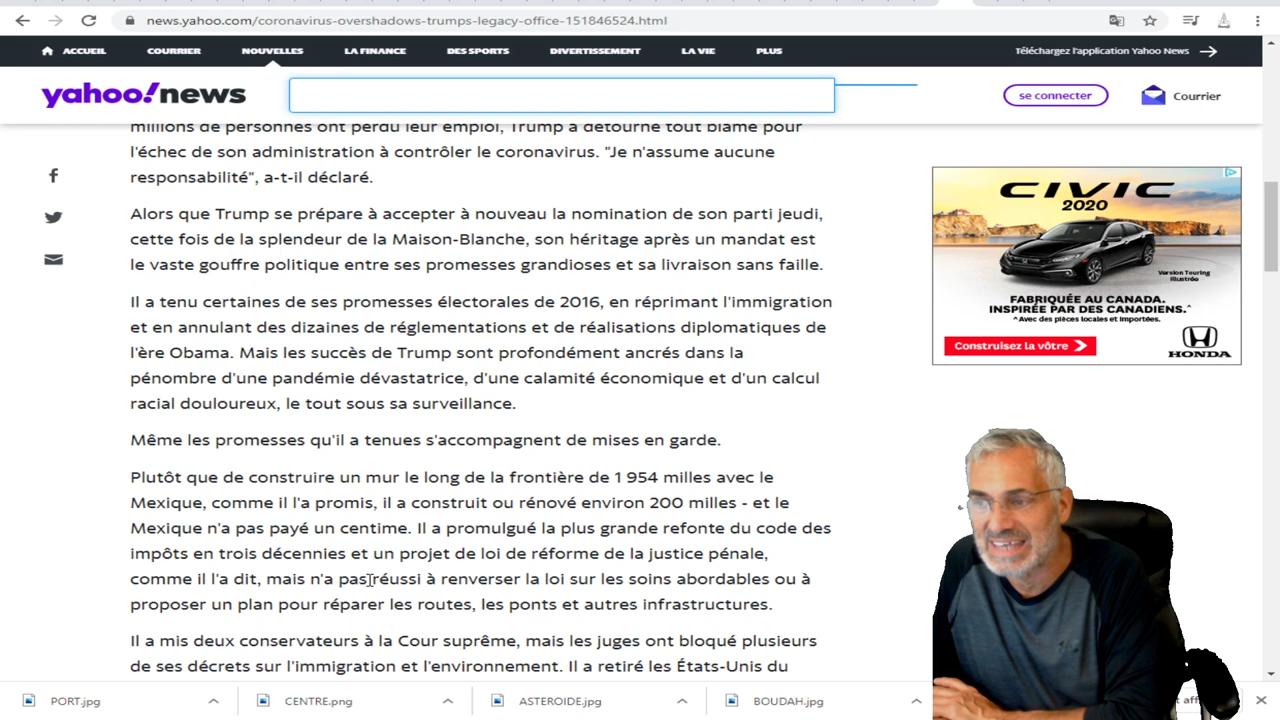 news.yahoo.com/coronavirus-overshadows-trumps-legacy-office-151846524.html
ACCUEIL COURRIER NOUVELLES LA FINANCE DES SPORTS DIVERTISSEMENT LA VIE PLUS Téléchargez l'application Yahoo News
yahoo!news se connecter Courrier
millions de personnes ont perdu leur emploi, Trump a détourné tout blâme pour
l'échec de son administration à contrôler le coronavirus. "Je n'assume aucune
responsabilité", a-t-il déclaré.
Alors que Trump se prépare à accepter à nouveau la nomination de son parti jeudi,
cette fois de la splendeur de la Maison-Blanche, son héritage après un mandat est
le vaste gouffre politique entre ses promesses grandioses et sa livraison sans faille.
Il a tenu certaines de ses promesses électorales de 2016, en réprimant l'immigration
et en annulant des dizaines de réglementations et de réalisations diplomatiques de
l'ère Obama. Mais les succès de Trump sont profondément ancrés dans la
pénombre d'une pandémie dévastatrice, d'une calamité économique et d'un calcul
racial douloureux, le tout sous sa surveillance.
Même les promesses qu'il a tenues s'accompagnent de mises en garde.
Plutôt que de construire un mur le long de la frontière de 1 954 milles avec le
Mexique, comme il l'a promis, il a construit ou rénové environ 200 milles - et le
Mexique n'a pas payé un centime. Il a promulgué la plus grande refonte du code des
impôts en trois décennies et un projet de loi de réforme de la justice pénale,
comme il l'a dit, mais n'a pas réussi à renverser la loi sur les soins abordables ou à
proposer un plan pour réparer les routes, les ponts et autres infrastructures.
Il a mis deux conservateurs à la Cour suprême, mais les juges ont bloqué plusieurs
de ses décrets sur l'immigration et l'environnement. Il a retiré les États-Unis du
CIVIC
2020
Version Touring
illustrée
FABRIQUÉE AU CANADA.
INSPIRÉE PAR DES CANADIENS.^
^Avec des pièces locales et importées.
Construisez la vôtre
HONDA
PORT.jpg CENTRE.png ASTEROIDE.jpg BOUDAH.jpg